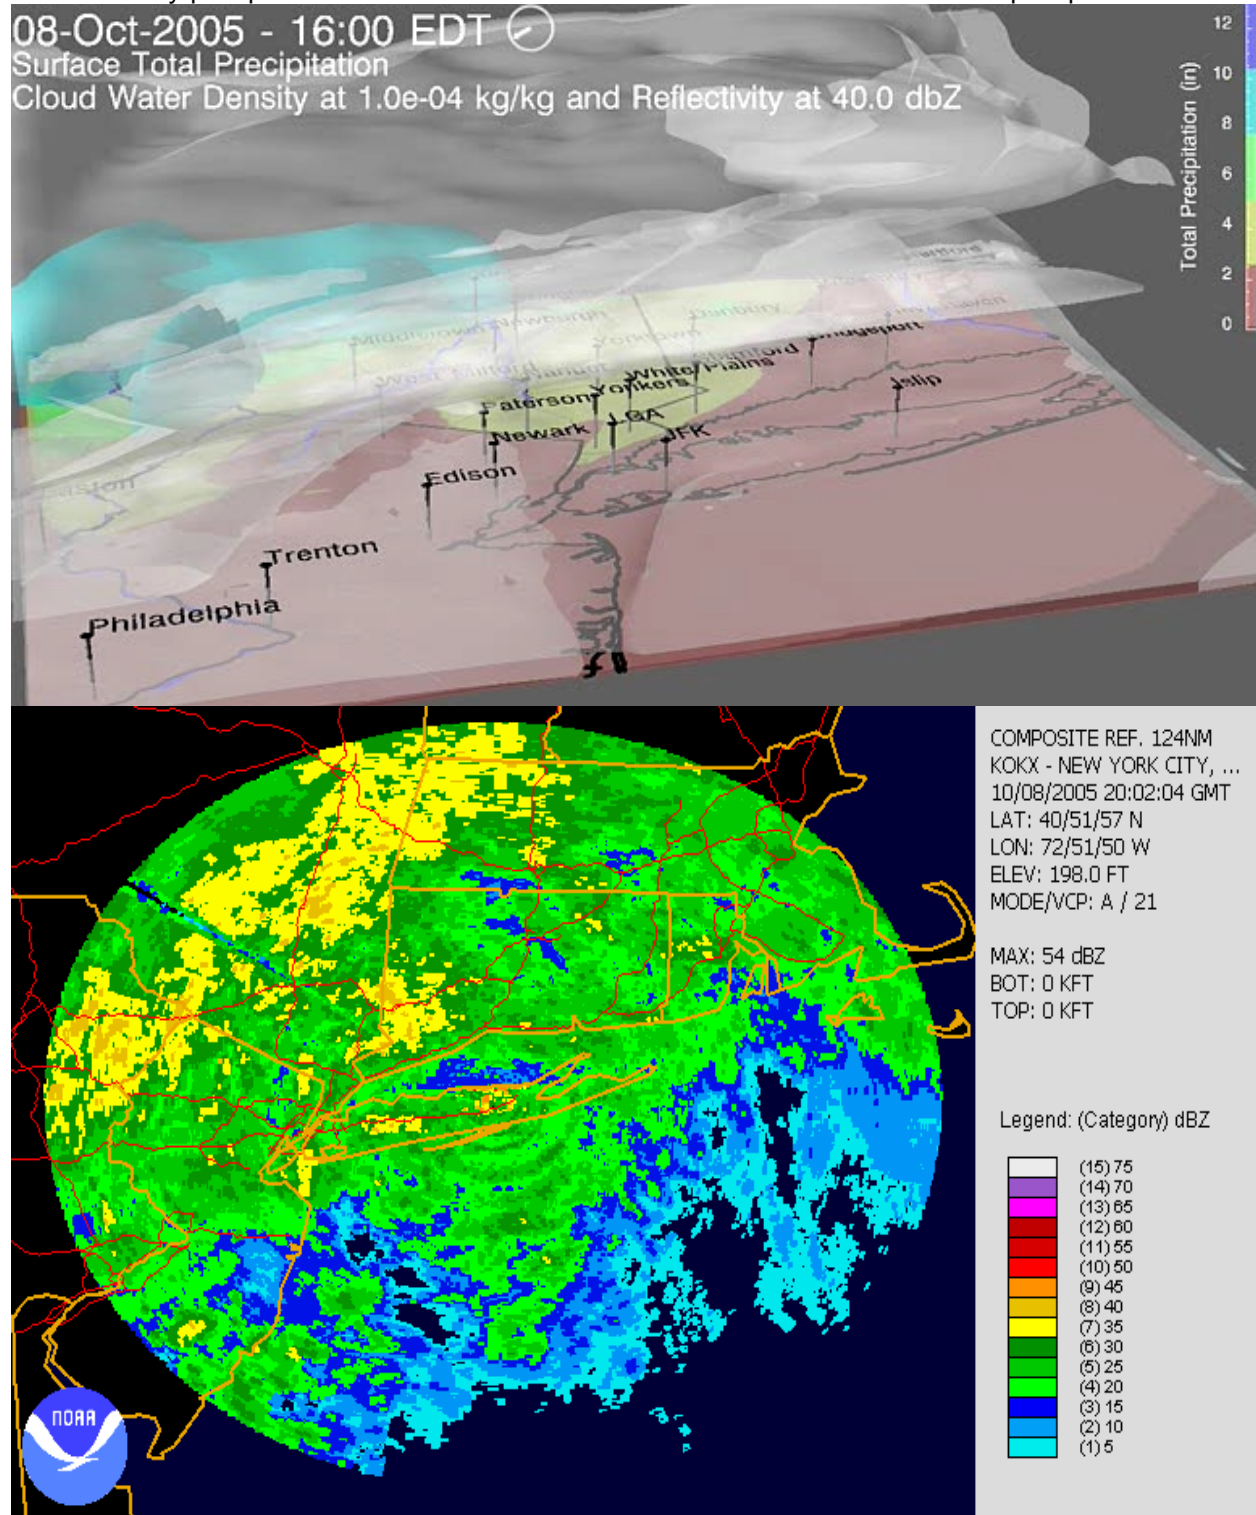 08-Oct-2005 - 16:00 EDT
Surface Total Precipitation
Cloud Water Density at 1.0e-04 kg/kg and Reflectivity at 40.0 dbZ
Total Precipitation (in)
12
10
8
6
4
2
0
Danbury
Yorktown
Bridgeport
White Plains
Yonkers
Paterson
Islip
LGA
JFK
Newark
Edison
Trenton
Philadelphia
COMPOSITE REF. 124NM
KOKX - NEW YORK CITY, ...
10/08/2005 20:02:04 GMT
LAT: 40/51/57 N
LON: 72/51/50 W
ELEV: 198.0 FT
MODE/VCP: A / 21
MAX: 54 dBZ
BOT: 0 KFT
TOP: 0 KFT
Legend: (Category) dBZ
(15) 75
(14) 70
(13) 65
(12) 60
(11) 55
(10) 50
(9) 45
(8) 40
(7) 35
(6) 30
(5) 25
(4) 20
(3) 15
(2) 10
(1) 5
NOAA